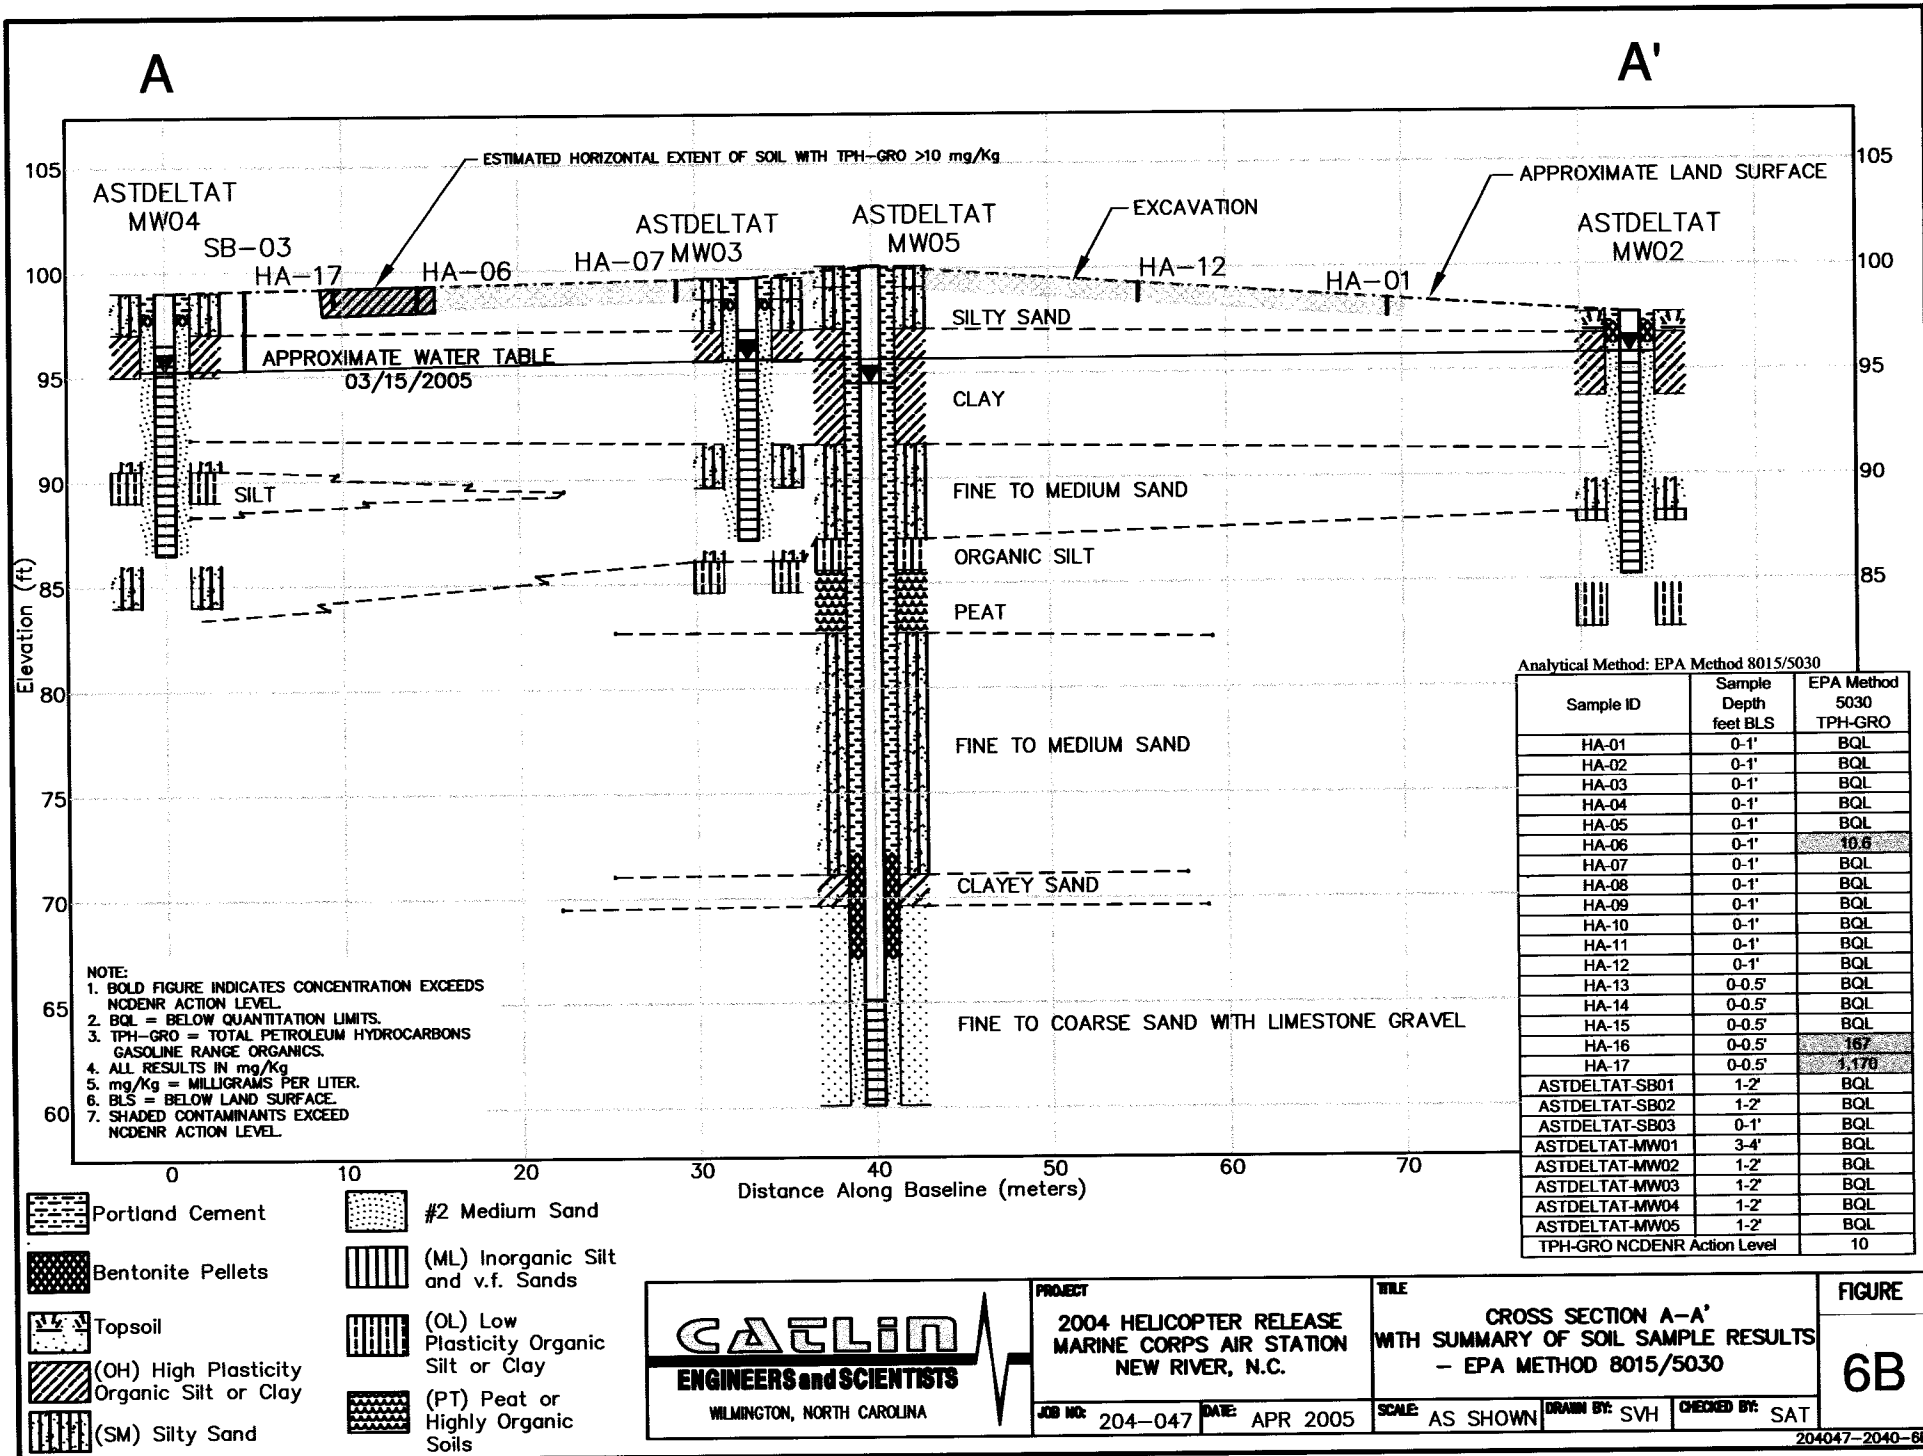 A
A'
ESTIMATED HORIZONTAL EXTENT OF SOIL WITH TPH-GRO >10 mg/Kg
APPROXIMATE LAND SURFACE
EXCAVATION
ASTDELTAT
MW04
SB-03
HA-17
HA-06
HA-07
ASTDELTAT
MW03
ASTDELTAT
MW05
HA-12
HA-01
ASTDELTAT
MW02
APPROXIMATE WATER TABLE
03/15/2005
SILTY SAND
CLAY
SILT
FINE TO MEDIUM SAND
ORGANIC SILT
PEAT
FINE TO MEDIUM SAND
CLAYEY SAND
FINE TO COARSE SAND WITH LIMESTONE GRAVEL
Elevation (ft)
105
100
95
90
85
80
75
70
65
60
105
100
95
90
85
0 10 20 30 40 50 60 70
Distance Along Baseline (meters)
NOTE:
1. BOLD FIGURE INDICATES CONCENTRATION EXCEEDS
NCDENR ACTION LEVEL.
2. BQL = BELOW QUANTITATION LIMITS.
3. TPH-GRO = TOTAL PETROLEUM HYDROCARBONS
GASOLINE RANGE ORGANICS.
4. ALL RESULTS IN mg/Kg
5. mg/Kg = MILLIGRAMS PER LITER.
6. BLS = BELOW LAND SURFACE.
7. SHADED CONTAMINANTS EXCEED
NCDENR ACTION LEVEL.
Analytical Method: EPA Method 8015/5030
Sample ID | Sample Depth feet BLS | EPA Method 5030 TPH-GRO
HA-01 0-1' BQL
HA-02 0-1' BQL
HA-03 0-1' BQL
HA-04 0-1' BQL
HA-05 0-1' BQL
HA-06 0-1' 10.6
HA-07 0-1' BQL
HA-08 0-1' BQL
HA-09 0-1' BQL
HA-10 0-1' BQL
HA-11 0-1' BQL
HA-12 0-1' BQL
HA-13 0-0.5' BQL
HA-14 0-0.5' BQL
HA-15 0-0.5' BQL
HA-16 0-0.5' 167
HA-17 0-0.5' 1,170
ASTDELTAT-SB01 1-2' BQL
ASTDELTAT-SB02 1-2' BQL
ASTDELTAT-SB03 0-1' BQL
ASTDELTAT-MW01 3-4' BQL
ASTDELTAT-MW02 1-2' BQL
ASTDELTAT-MW03 1-2' BQL
ASTDELTAT-MW04 1-2' BQL
ASTDELTAT-MW05 1-2' BQL
TPH-GRO NCDENR Action Level 10
Portland Cement
Bentonite Pellets
Topsoil
(OH) High Plasticity
Organic Silt or Clay
(SM) Silty Sand
#2 Medium Sand
(ML) Inorganic Silt
and v.f. Sands
(OL) Low
Plasticity Organic
Silt or Clay
(PT) Peat or
Highly Organic
Soils
CATLIN
ENGINEERS and SCIENTISTS
WILMINGTON, NORTH CAROLINA
PROJECT
2004 HELICOPTER RELEASE
MARINE CORPS AIR STATION
NEW RIVER, N.C.
JOB NO: 204-047
DATE: APR 2005
TITLE
CROSS SECTION A-A'
WITH SUMMARY OF SOIL SAMPLE RESULTS
- EPA METHOD 8015/5030
SCALE: AS SHOWN
DRAWN BY: SVH
CHECKED BY: SAT
FIGURE
6B